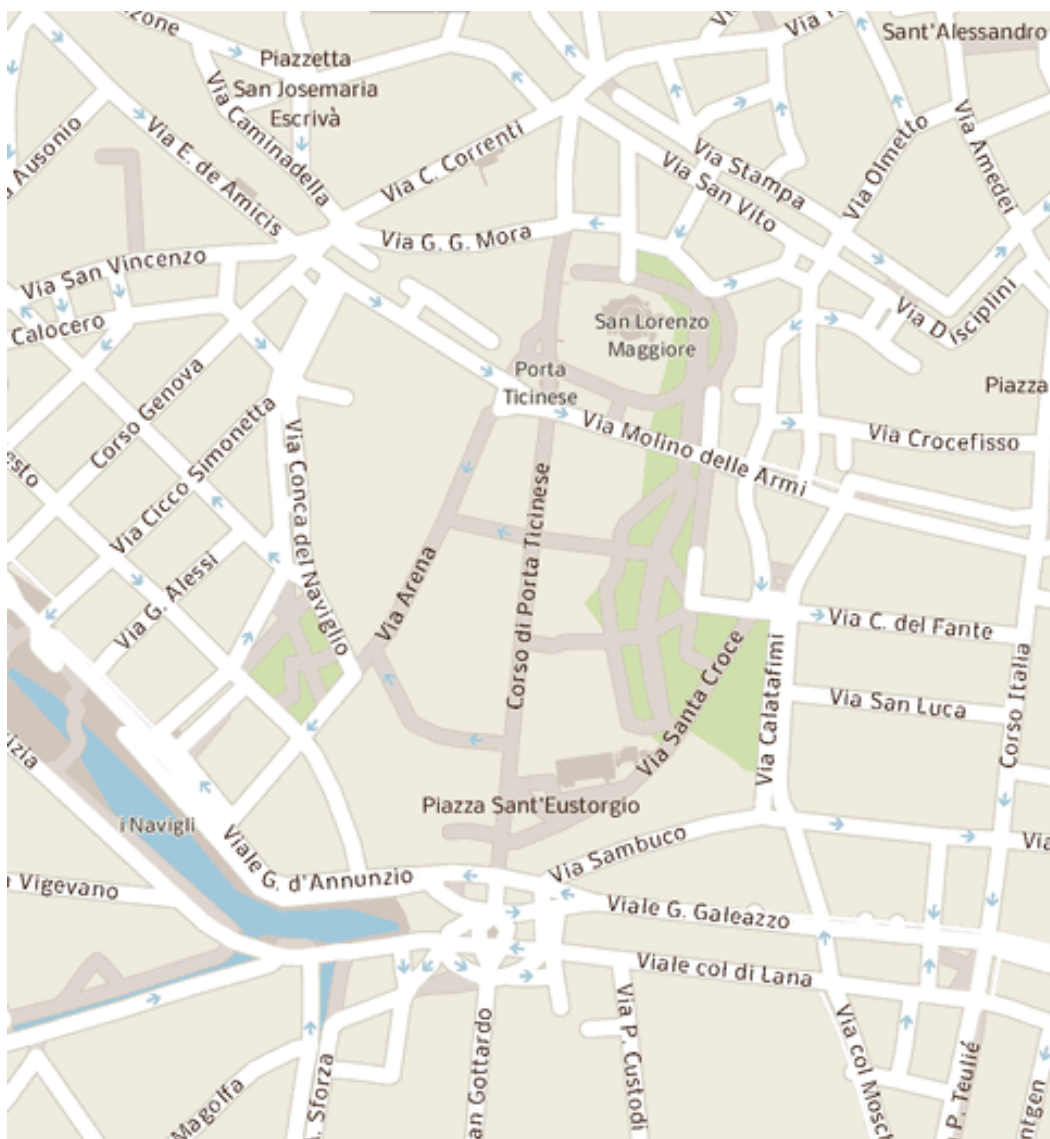 Sant'Alessandro
Piazzetta
San Josemaria
Escrivà
Via Caminadella
Via E. de Amicis
Ausonio
Via C. Correnti
Via Stampa
Via San Vito
Via Olmetto
Via Amedei
Via G. G. Mora
Via San Vincenzo
Calocero
Via Disciplini
San Lorenzo
Maggiore
Porta
Ticinese
Piazza
Corso Genova
Via Cicco Simonetta
Via Molino delle Armi
Via Crocefisso
Via Conca del Naviglio
Via G. Alessi
Via Arena
Corso di Porta Ticinese
Via C. del Fante
Via Santa Croce
Via Calatafimi
Via San Luca
Corso Italia
Piazza Sant'Eustorgio
i Navigli
Viale G. d'Annunzio
Via Sambuco
Via
Vigevano
Viale G. Galeazzo
Viale col di Lana
Via P. Custodi
Via col Mosch
P. Teulié
Gottardo
Sforza
Magolfa